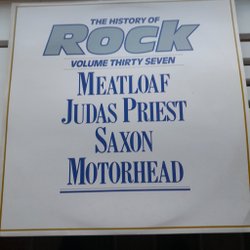 THE HISTORY OF
Rock
VOLUME THIRTY SEVEN
MEATLOAF
JUDAS PRIEST
SAXON
MOTORHEAD